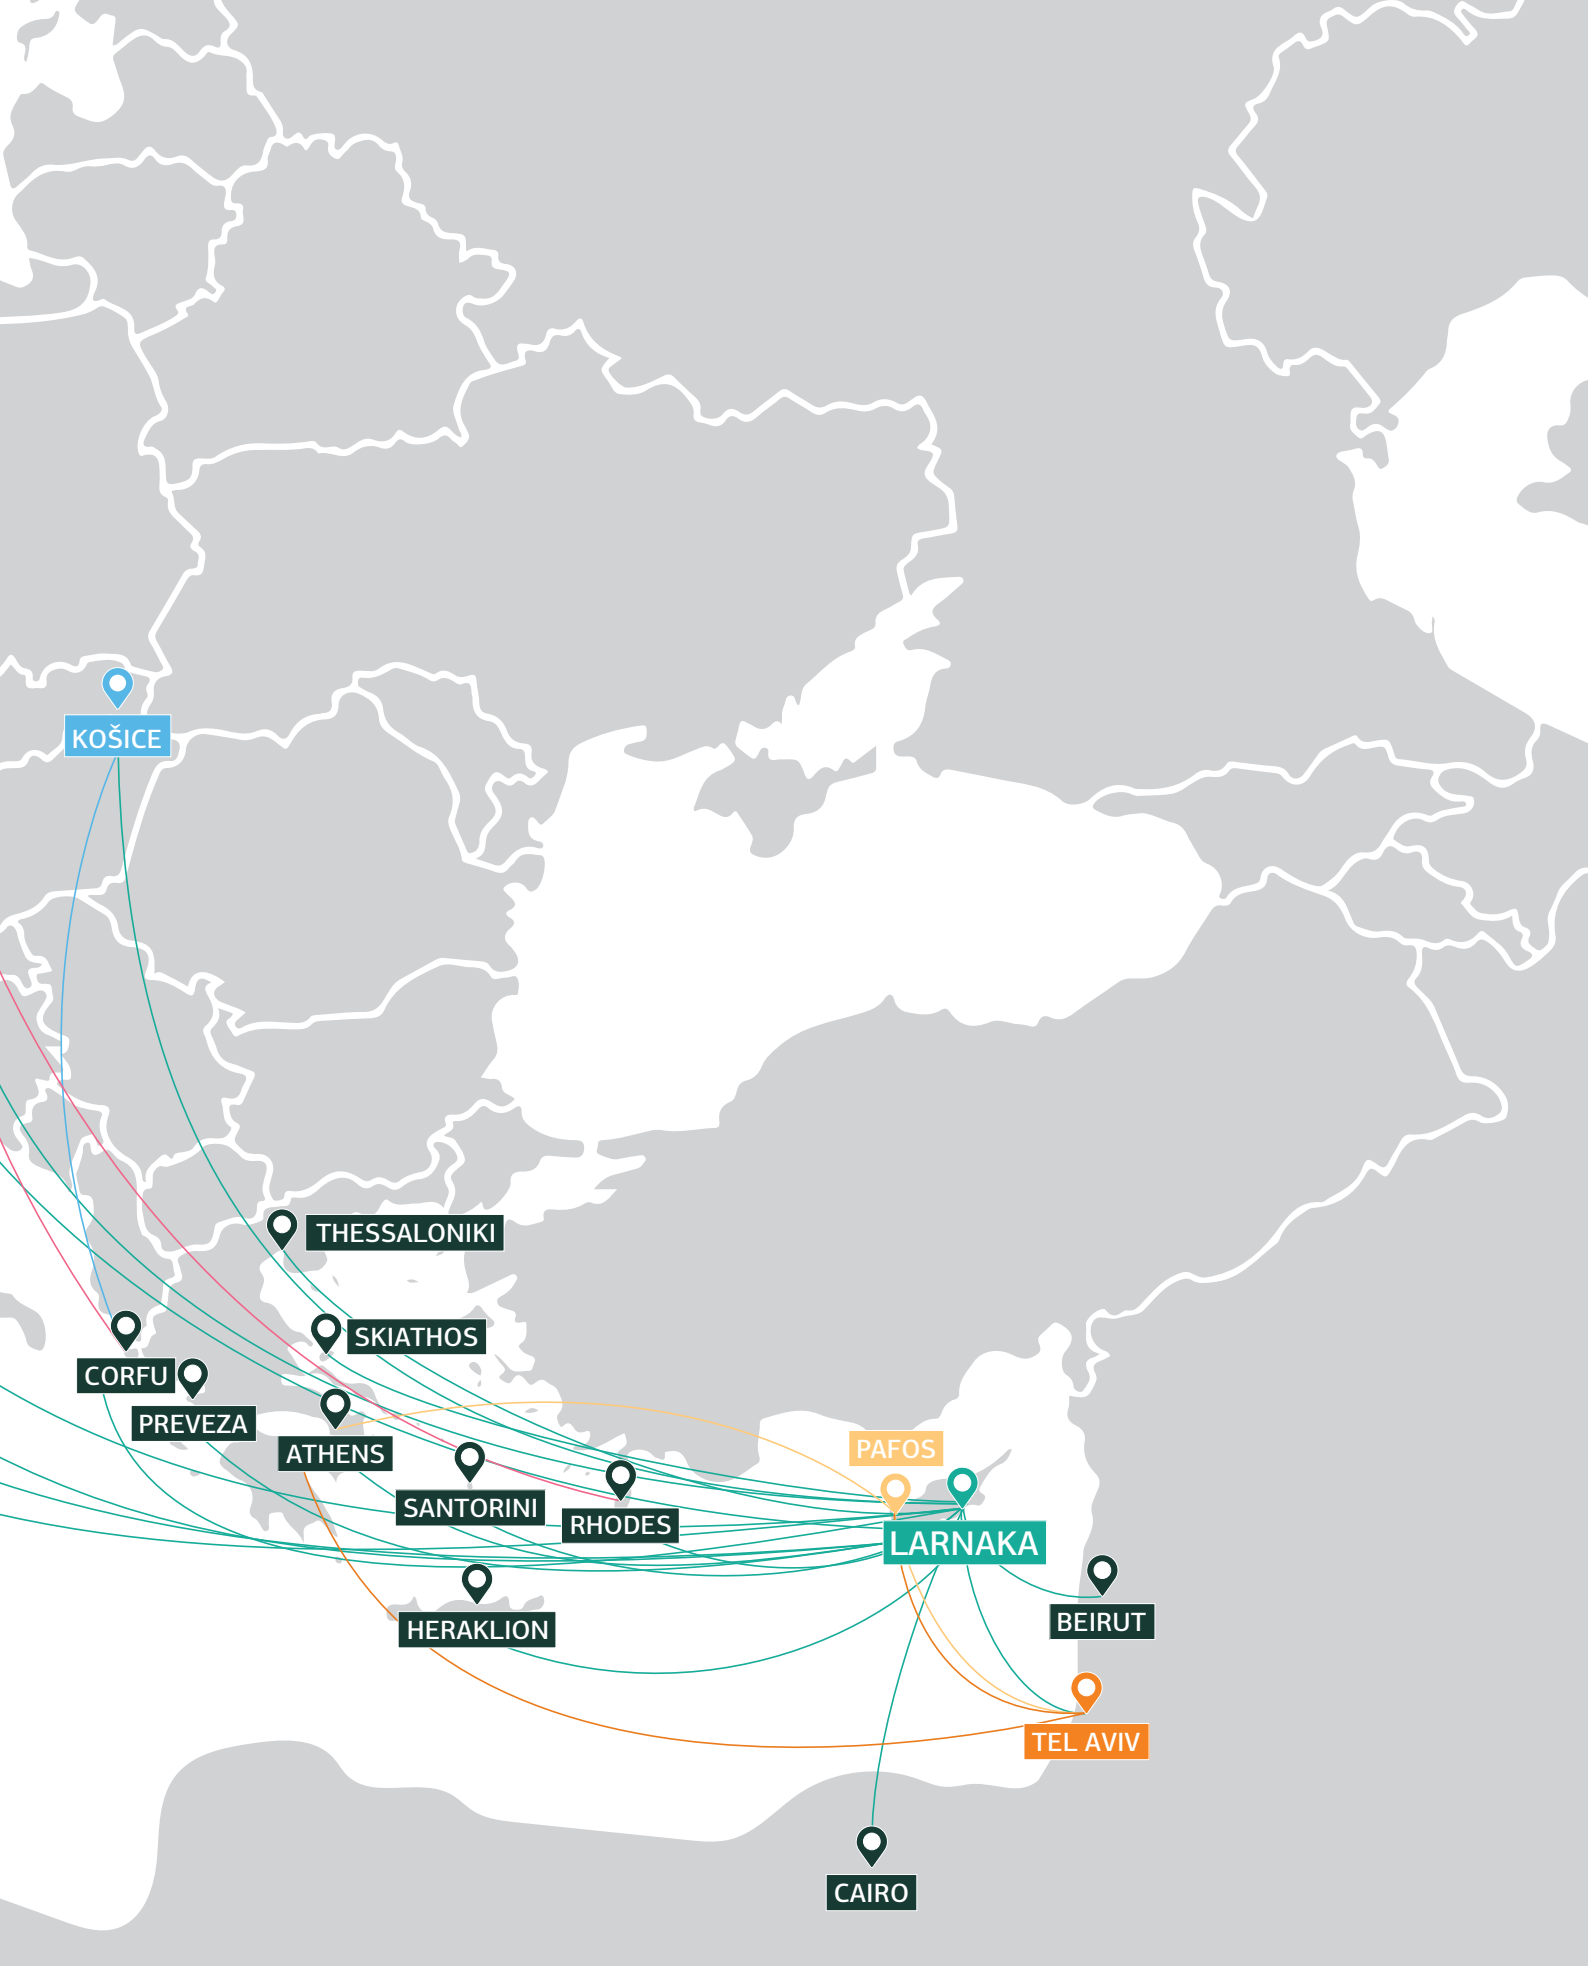 KOŠICE
THESSALONIKI
SKIATHOS
CORFU
PREVEZA
ATHENS
PAFOS
SANTORINI
RHODES
LARNAKA
HERAKLION
BEIRUT
TEL AVIV
CAIRO